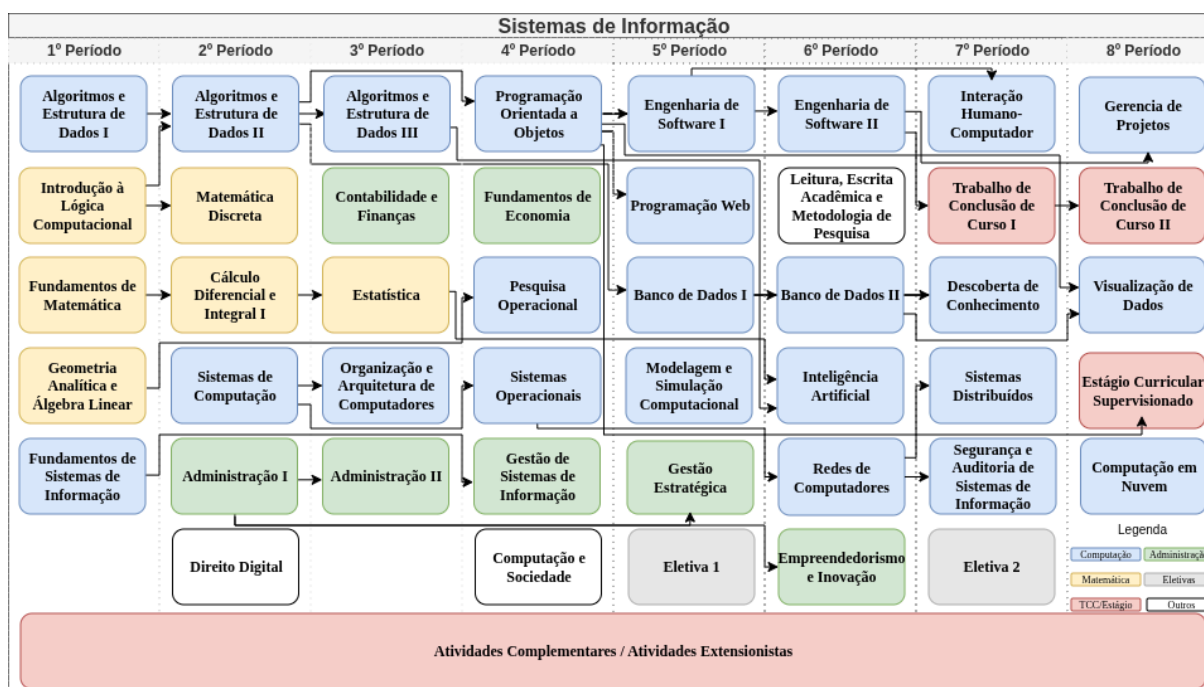 Sistemas de Informação
1º Período
2º Período
3º Período
4º Período
5º Período
6º Período
7º Período
8º Período
Algoritmos e
Estrutura de
Dados I
Algoritmos e
Estrutura de
Dados II
Algoritmos e
Estrutura de
Dados III
Programação
Orientada a
Objetos
Engenharia de
Software I
Engenharia de
Software II
Interação
Humano-
Computador
Gerencia de
Projetos
Introdução à
Lógica
Computacional
Matemática
Discreta
Contabilidade e
Finanças
Fundamentos de
Economia
Programação Web
Leitura, Escrita
Acadêmica e
Metodologia de
Pesquisa
Trabalho de
Conclusão de
Curso I
Trabalho de
Conclusão de
Curso II
Fundamentos de
Matemática
Cálculo
Diferencial e
Integral I
Estatística
Pesquisa
Operacional
Banco de Dados I
Banco de Dados II
Descoberta de
Conhecimento
Visualização de
Dados
Geometria
Analítica e
Álgebra Linear
Sistemas de
Computação
Organização e
Arquitetura de
Computadores
Sistemas
Operacionais
Modelagem e
Simulação
Computacional
Inteligência
Artificial
Sistemas
Distribuídos
Estágio Curricular
Supervisionado
Fundamentos de
Sistemas de
Informação
Administração I
Administração II
Gestão de
Sistemas de
Informação
Gestão
Estratégica
Redes de
Computadores
Segurança e
Auditoria de
Sistemas de
Informação
Computação em
Nuvem
Direito Digital
Computação e
Sociedade
Eletiva 1
Empreendedorismo
e Inovação
Eletiva 2
Legenda
Computação
Administração
Matemática
Eletivas
TCC/Estágio
Outros
Atividades Complementares / Atividades Extensionistas